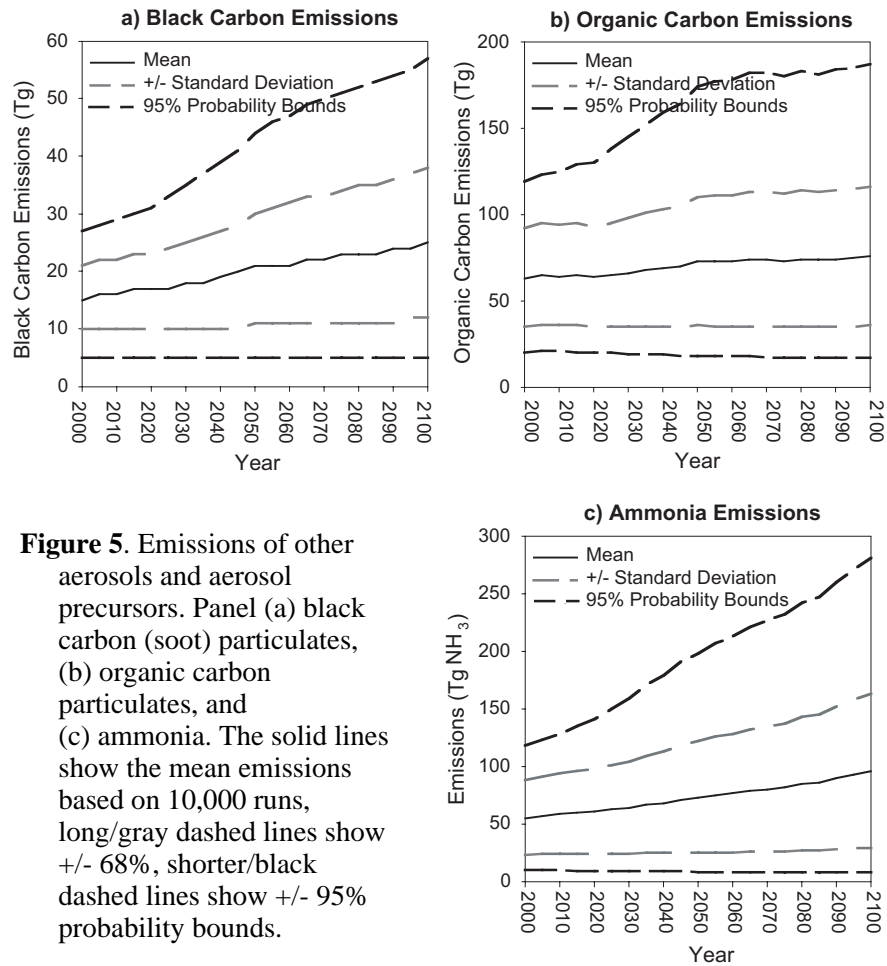 a) Black Carbon Emissions
Mean
+/- Standard Deviation
95% Probability Bounds
Black Carbon Emissions (Tg)
60
50
40
30
20
10
0
2000
2010
2020
2030
2040
2050
2060
2070
2080
2090
2100
Year
b) Organic Carbon Emissions
Mean
+/- Standard Deviation
95% Probability Bounds
Organic Carbon Emissions (Tg)
200
150
100
50
0
2000
2010
2020
2030
2040
2050
2060
2070
2080
2090
2100
Year
Figure 5. Emissions of other
aerosols and aerosol
precursors. Panel (a) black
carbon (soot) particulates,
(b) organic carbon
particulates, and
(c) ammonia. The solid lines
show the mean emissions
based on 10,000 runs,
long/gray dashed lines show
+/- 68%, shorter/black
dashed lines show +/- 95%
probability bounds.
c) Ammonia Emissions
Mean
+/- Standard Deviation
95% Probability Bounds
Emissions (Tg NH3)
300
250
200
150
100
50
0
2000
2010
2020
2030
2040
2050
2060
2070
2080
2090
2100
Year